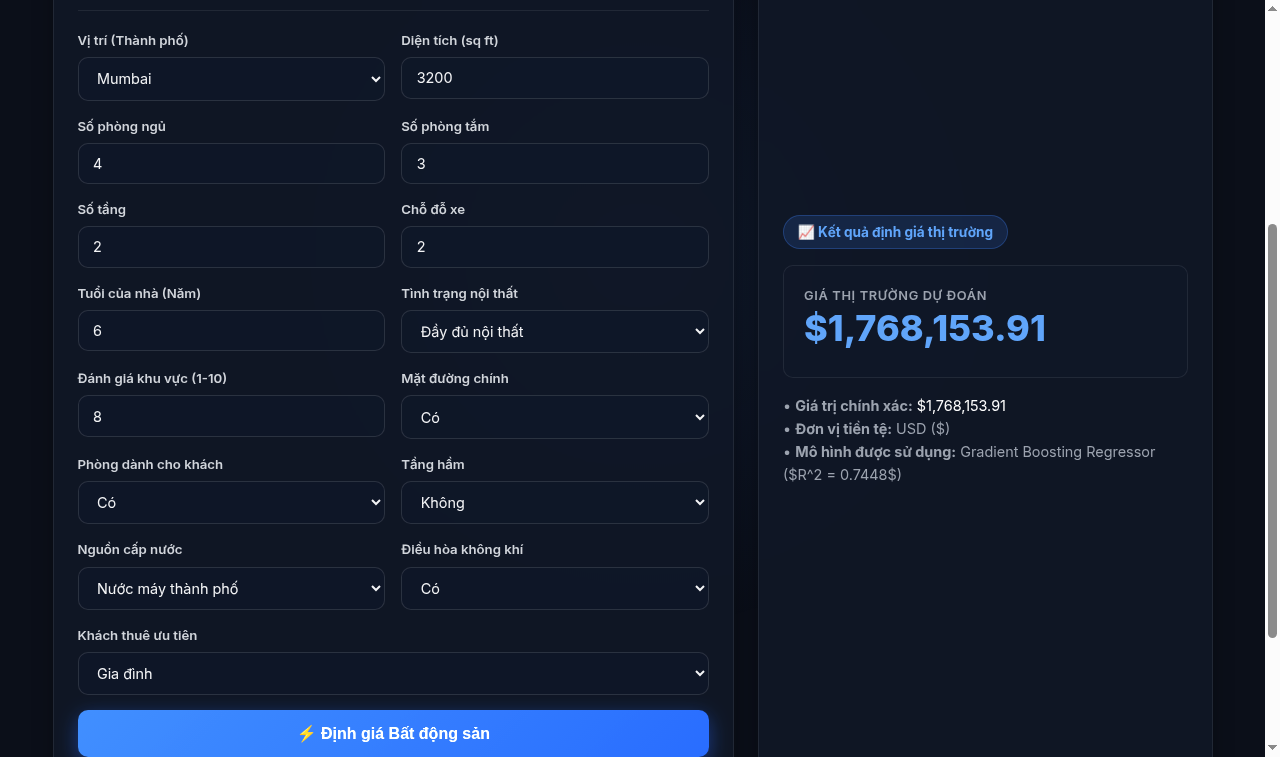 Vị trí (Thành phố)
Mumbai
Diện tích (sq ft)
3200
Số phòng ngủ
4
Số phòng tắm
3
Số tầng
2
Chỗ đỗ xe
2
Tuổi của nhà (Năm)
6
Tình trạng nội thất
Đầy đủ nội thất
Đánh giá khu vực (1-10)
8
Mặt đường chính
Có
Phòng dành cho khách
Có
Tầng hầm
Không
Nguồn cấp nước
Nước máy thành phố
Điều hòa không khí
Có
Khách thuê ưu tiên
Gia đình
⚡ Định giá Bất động sản
📈 Kết quả định giá thị trường
GIÁ THỊ TRƯỜNG DỰ ĐOÁN
$1,768,153.91
• Giá trị chính xác: $1,768,153.91
• Đơn vị tiền tệ: USD ($)
• Mô hình được sử dụng: Gradient Boosting Regressor
($R^2 = 0.7448$)